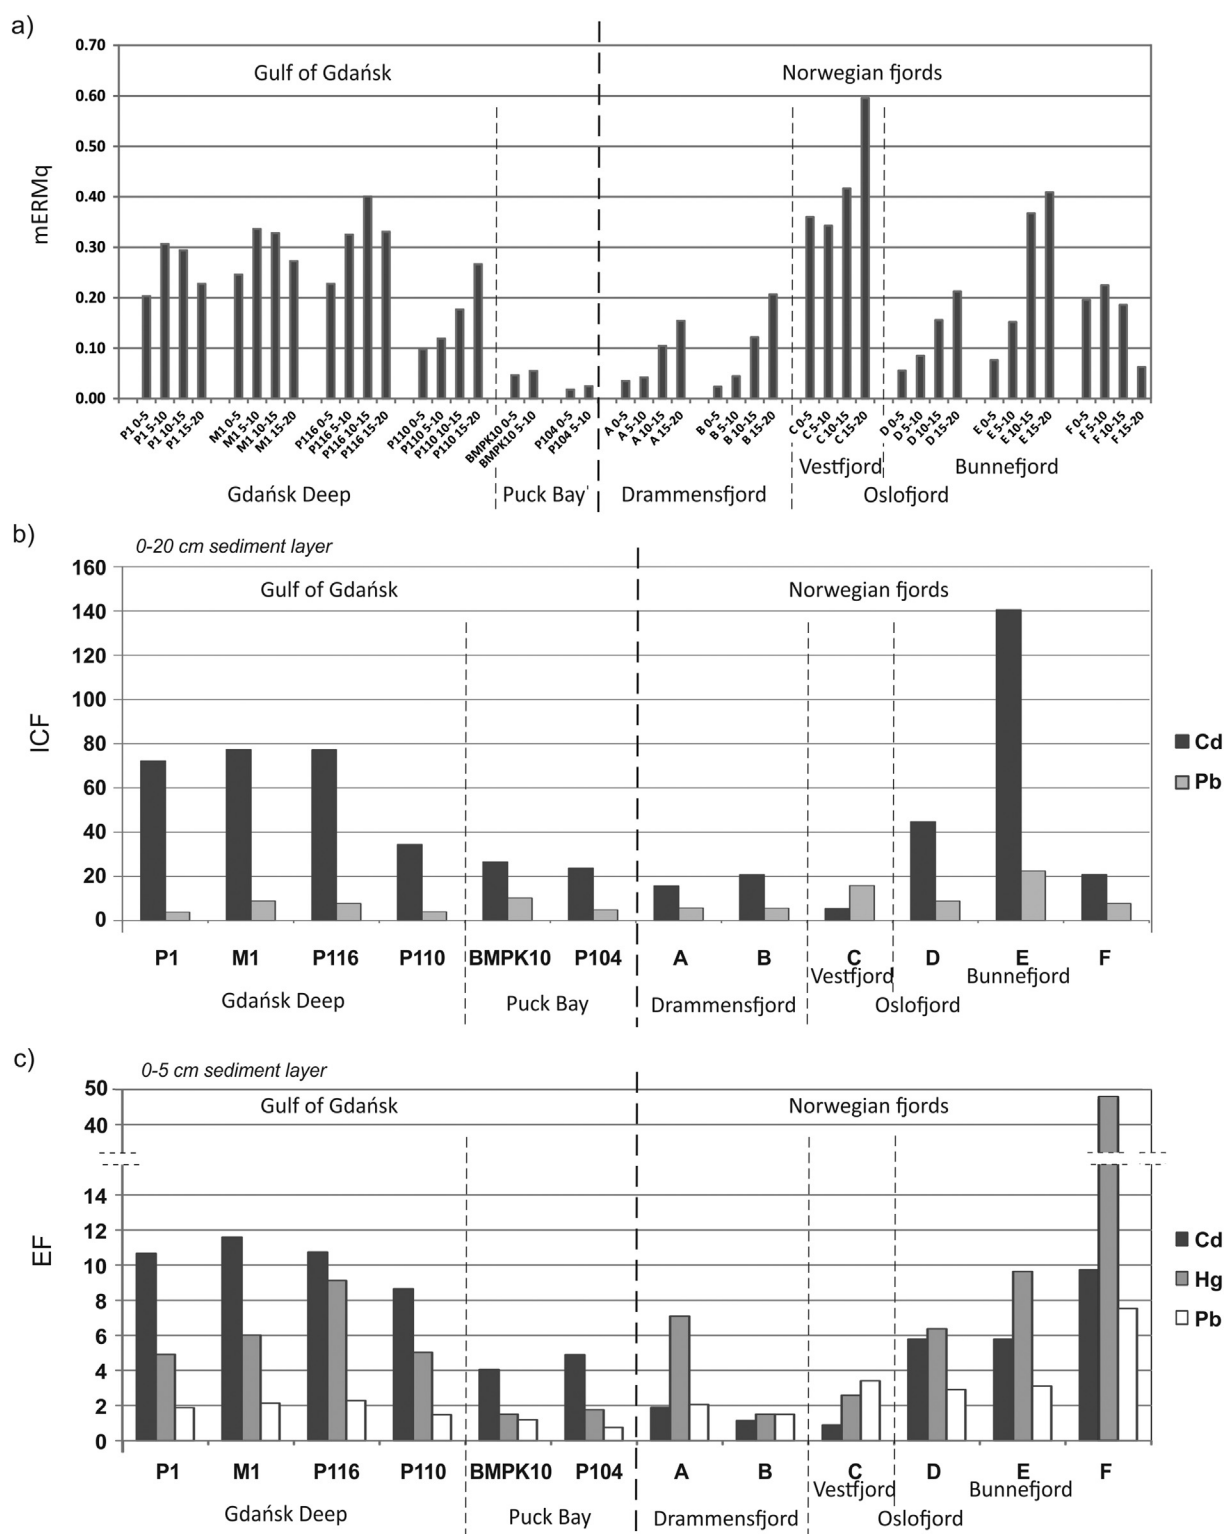 a)
0.70
0.60
0.50
0.40
0.30
0.20
0.10
0.00
mERMq
Gulf of Gdańsk
Norwegian fjords
P1 0-5
P1 5-10
P1 10-15
P1 15-20
M1 0-5
M1 5-10
M1 10-15
M1 15-20
P116 0-5
P116 5-10
P116 10-15
P116 15-20
P110 0-5
P110 5-10
P110 10-15
P110 15-20
BMPK10 0-5
BMPK10 5-10
P104 0-5
P104 5-10
A 0-5
A 5-10
A 10-15
A 15-20
B 0-5
B 5-10
B 10-15
B 15-20
C 0-5
C 5-10
C 10-15
C 15-20
D 0-5
D 5-10
D 10-15
D 15-20
E 0-5
E 5-10
E 10-15
E 15-20
F 0-5
F 5-10
F 10-15
F 15-20
Vestfjord
Bunnefjord
Gdańsk Deep
Puck Bay
Drammensfjord
Oslofjord
b)
0-20 cm sediment layer
160
140
120
100
80
60
40
20
0
ICF
Gulf of Gdańsk
Norwegian fjords
Cd
Pb
P1 M1 P116 P110 BMPK10 P104 A B C D E F
Vestfjord
Bunnefjord
Gdańsk Deep
Puck Bay
Drammensfjord
Oslofjord
c)
0-5 cm sediment layer
50
40
14
12
10
8
6
4
2
0
EF
Gulf of Gdańsk
Norwegian fjords
Cd
Hg
Pb
P1 M1 P116 P110 BMPK10 P104 A B C D E F
Vestfjord
Bunnefjord
Gdańsk Deep
Puck Bay
Drammensfjord
Oslofjord